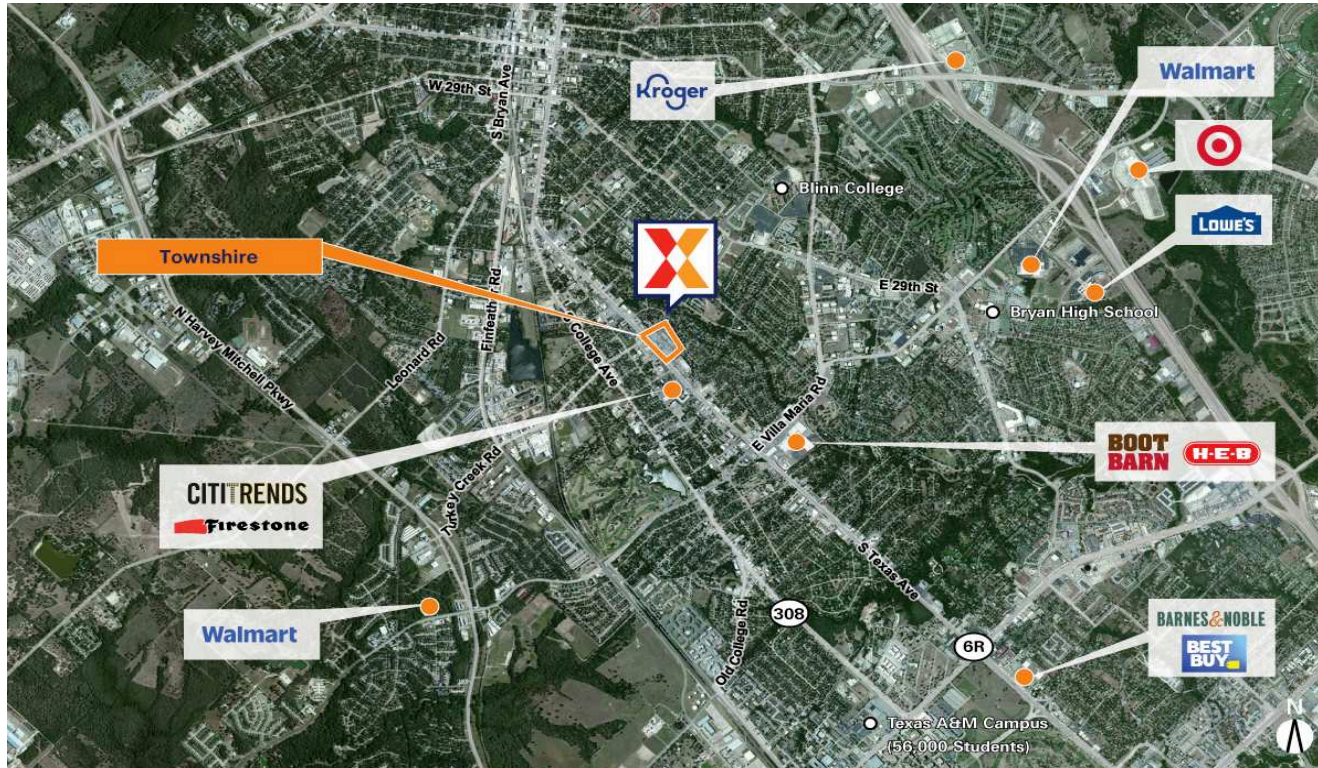 Kroger
Walmart
W 29th St
S Bryan Ave
Blinn College
LOWE'S
Townshire
E 29th St
Bryan High School
Finfeather Rd
S College Ave
N Harvey Mitchell Pkwy
Leonard Rd
E Villa Maria Rd
BOOT
BARN
H-E-B
CITITRENDS
Firestone
Turkey Creek Rd
S Texas Ave
Walmart
Old College Rd
308
6R
BARNES&NOBLE
BEST
BUY
Texas A&M Campus
(56,000 Students)
N